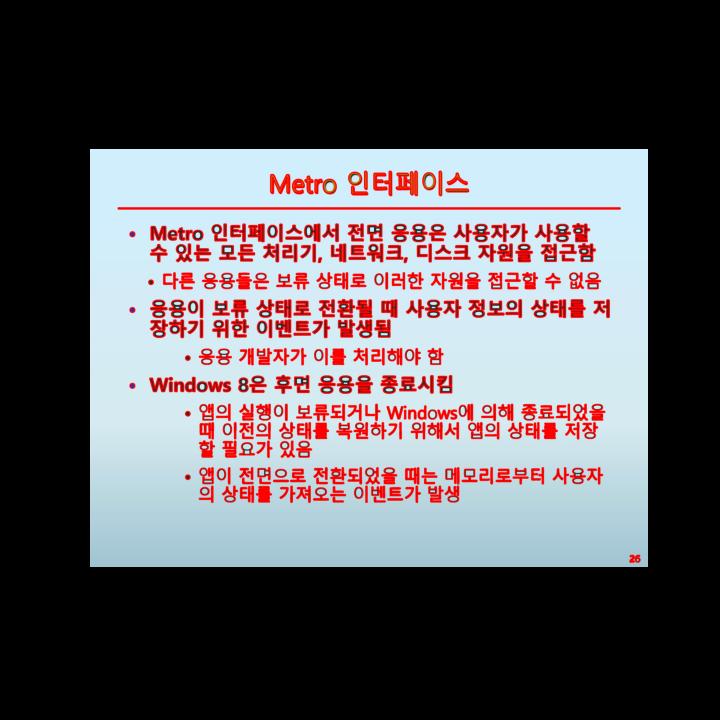 Metro 인터페이스
• Metro 인터페이스에서 전면 응용은 사용자가 사용할
수 있는 모든 처리기, 네트워크, 디스크 자원을 접근함
• 다른 응용들은 보류 상태로 이러한 자원을 접근할 수 없음
• 응용이 보류 상태로 전환될 때 사용자 정보의 상태를 저
장하기 위한 이벤트가 발생됨
• 응용 개발자가 이를 처리해야 함
• Windows 8은 후면 응용을 종료시킴
• 앱의 실행이 보류되거나 Windows에 의해 종료되었을
때 이전의 상태를 복원하기 위해서 앱의 상태를 저장
할 필요가 있음
• 앱이 전면으로 전환되었을 때는 메모리로부터 사용자
의 상태를 가져오는 이벤트가 발생
26